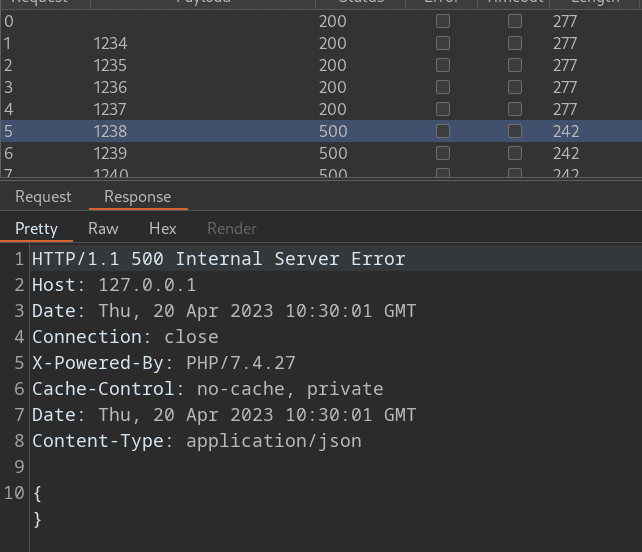 Request Payload Status Error Timeout Length
0 200 277
1 1234 200 277
2 1235 200 277
3 1236 200 277
4 1237 200 277
5 1238 500 242
6 1239 500 242
7 1240 500 242
Request Response
Pretty Raw Hex Render
1 HTTP/1.1 500 Internal Server Error
2 Host: 127.0.0.1
3 Date: Thu, 20 Apr 2023 10:30:01 GMT
4 Connection: close
5 X-Powered-By: PHP/7.4.27
6 Cache-Control: no-cache, private
7 Date: Thu, 20 Apr 2023 10:30:01 GMT
8 Content-Type: application/json
9
10 {
}